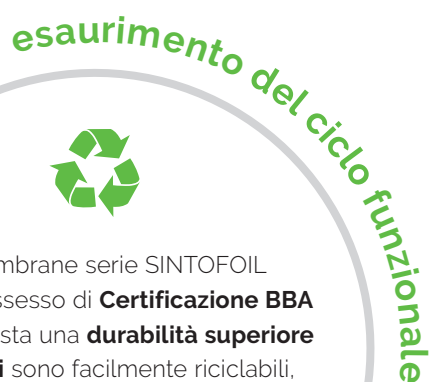 esaurimento del ciclo funzionale
mbrane serie SINTOFOIL
ssesso di Certificazione BBA
sta una durabilità superiore
i sono facilmente riciclabili,